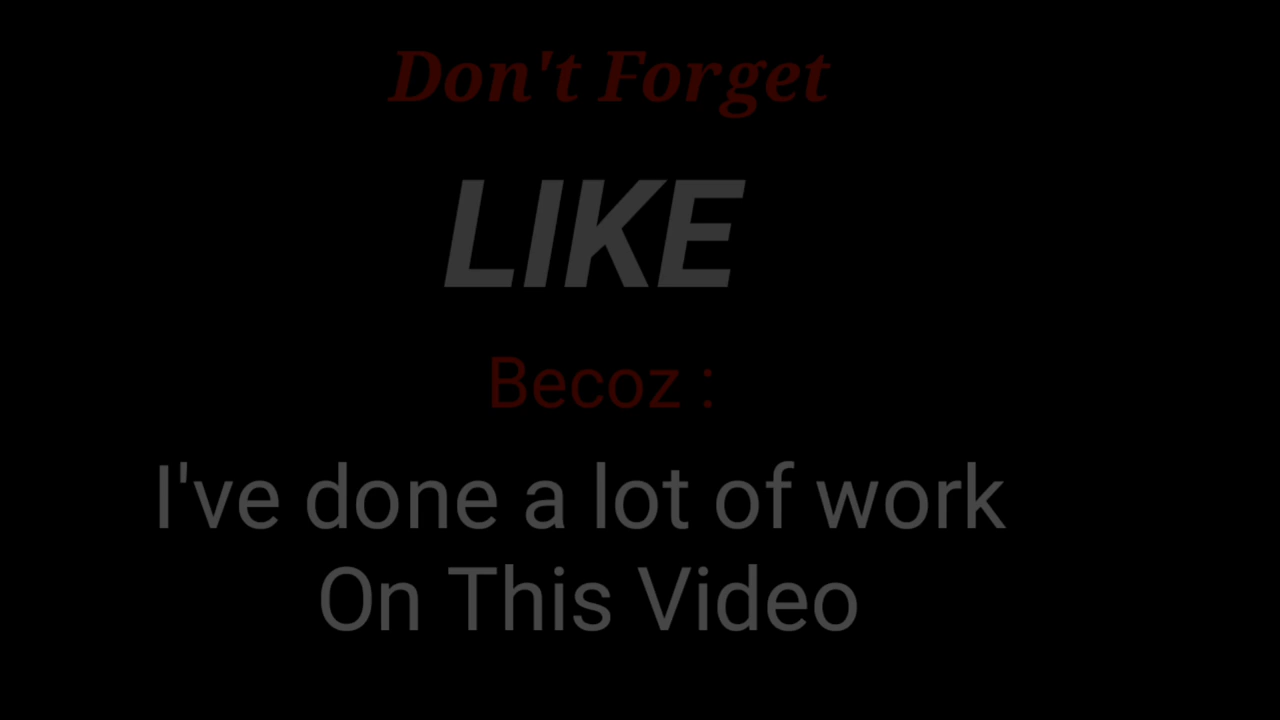 Don't Forget
LIKE
Becoz :
I've done a lot of work
On This Video